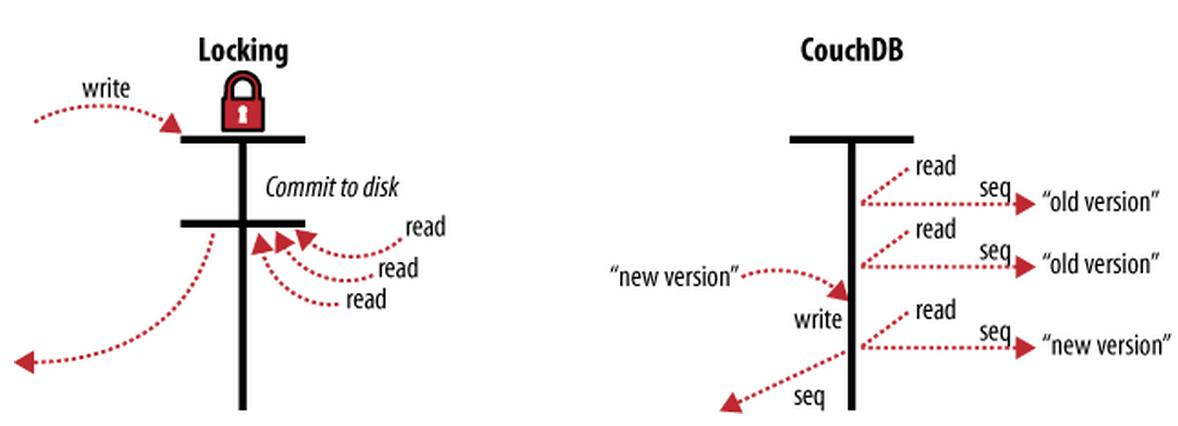 Locking
write
Commit to disk
read
read
read
CouchDB
read
seq
“old version”
read
seq
“old version”
“new version”
write
read
seq
“new version”
seq